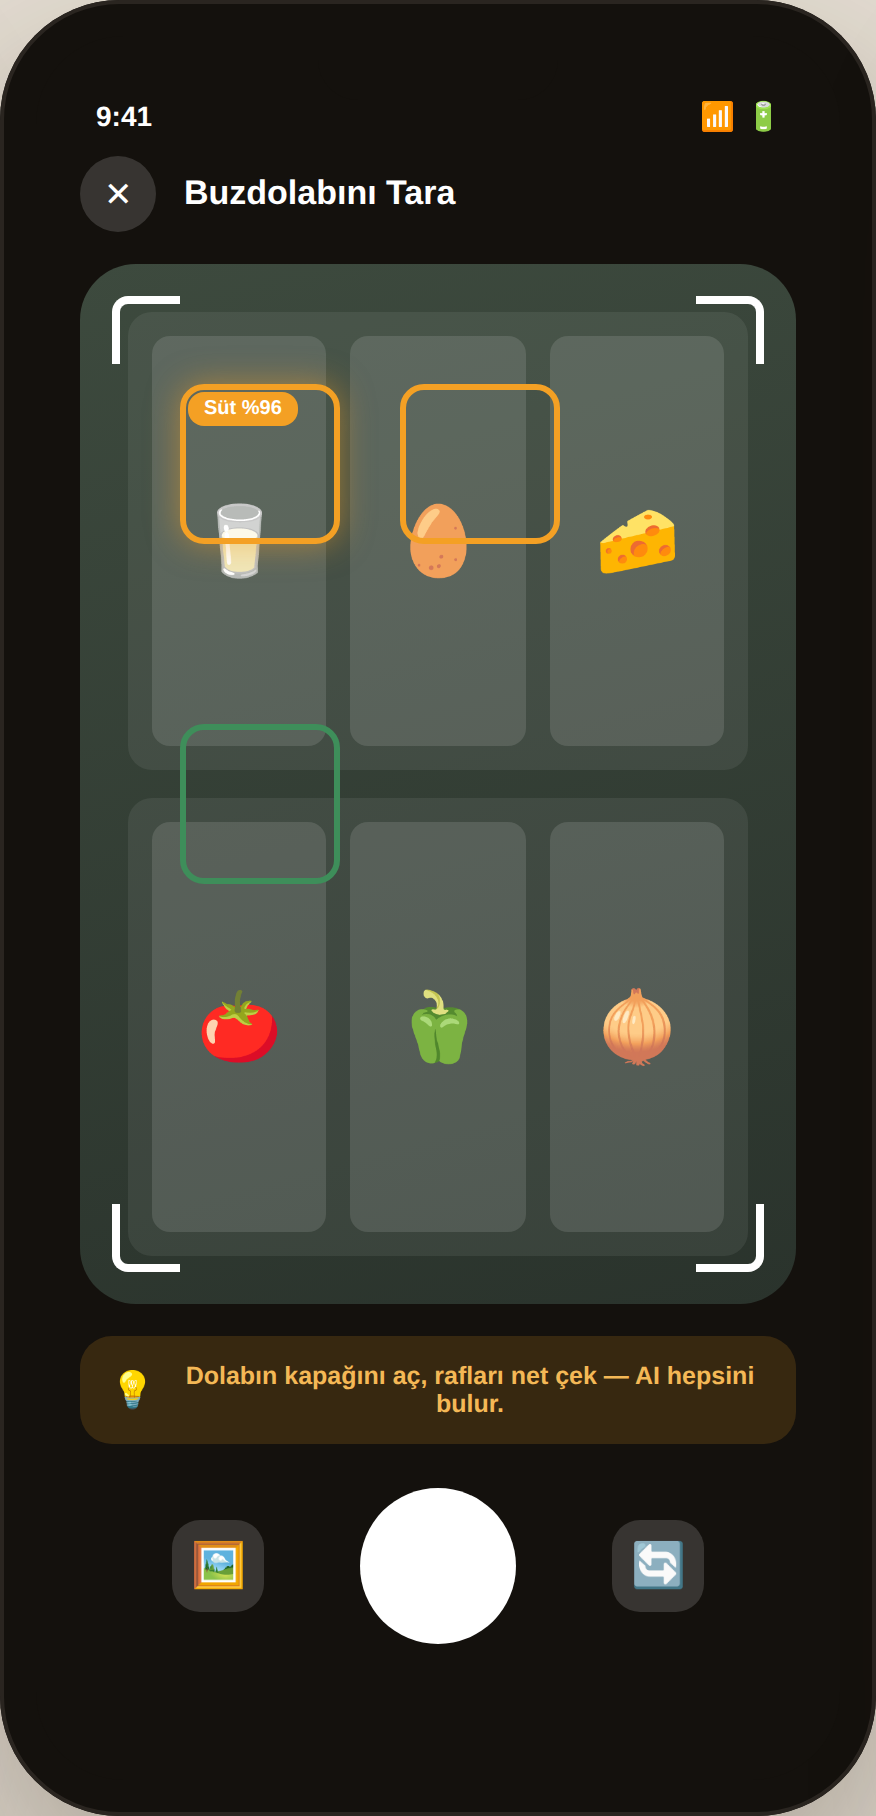 9:41
Buzdolabını Tara
Süt %96
Dolabın kapağını aç, rafları net çek — AI hepsini
bulur.